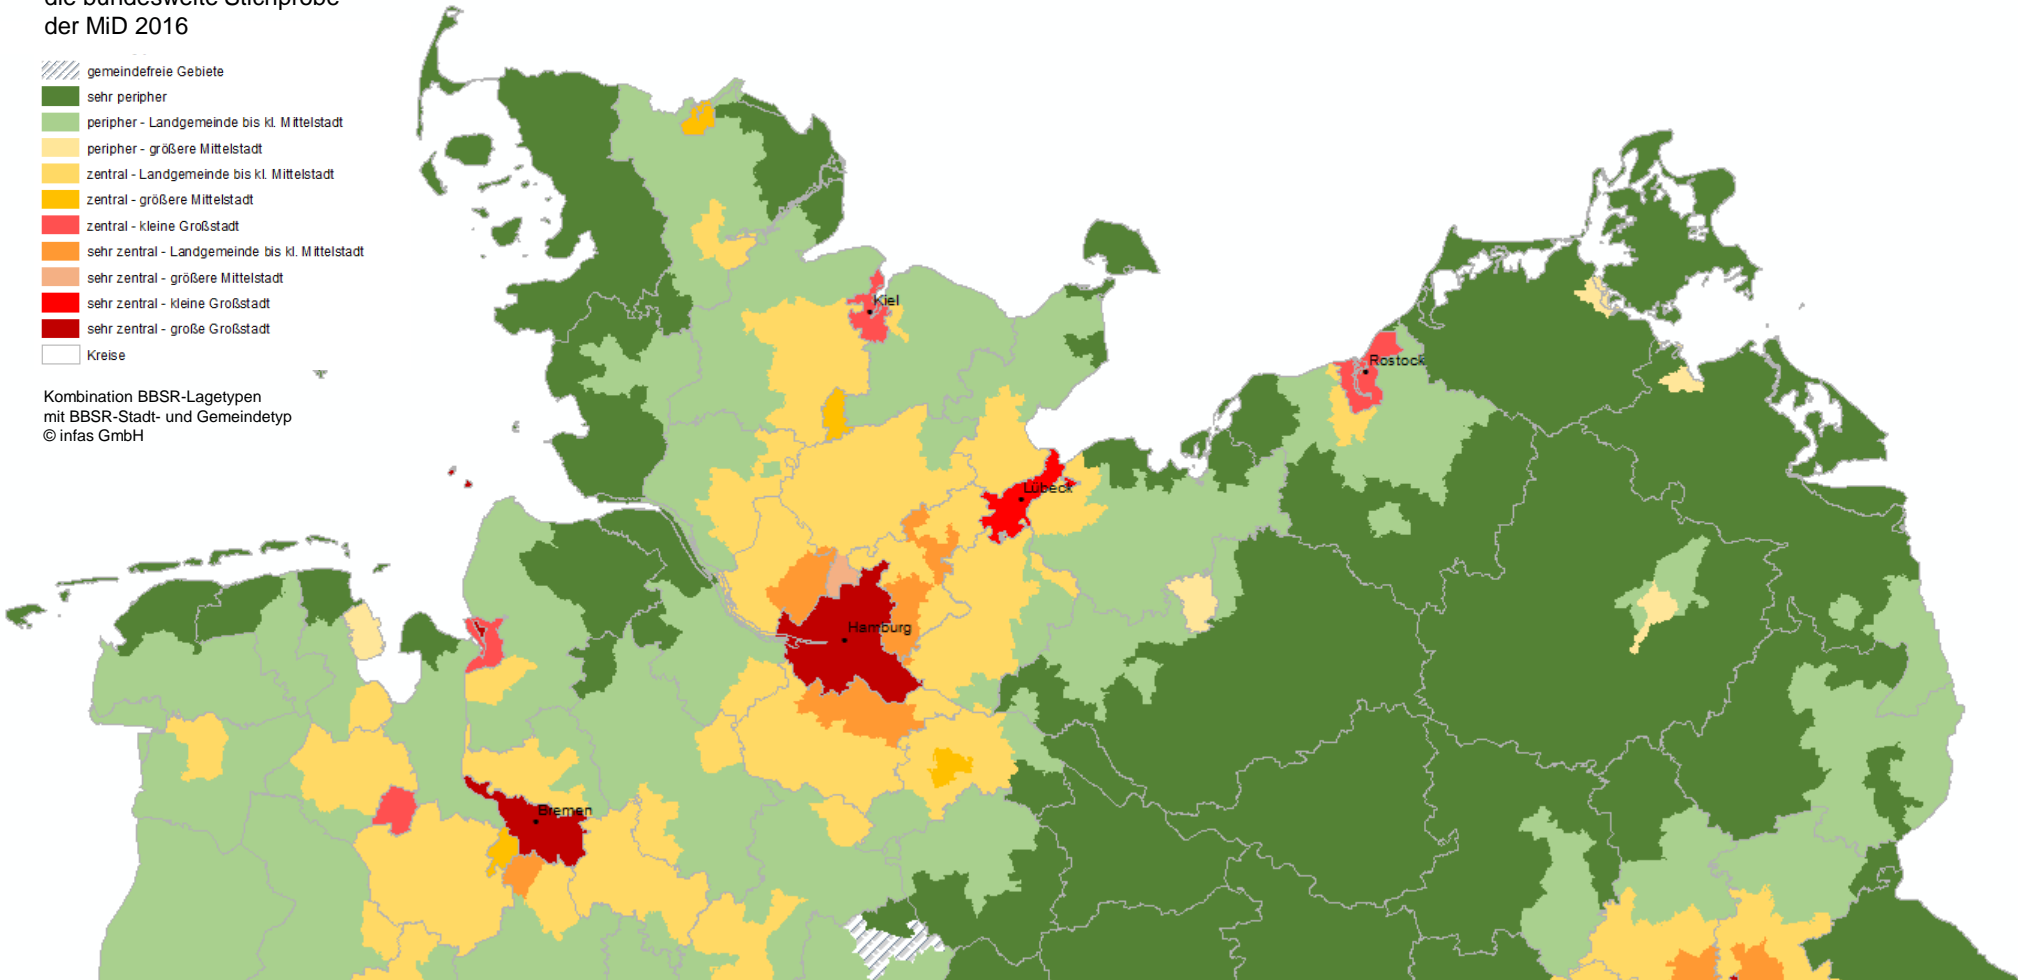 die bundesweite Stichprobe
der MiD 2016
gemeindefreie Gebiete
sehr peripher
peripher - Landgemeinde bis kl. Mittelstadt
peripher - größere Mittelstadt
zentral - Landgemeinde bis kl. Mittelstadt
zentral - größere Mittelstadt
zentral - kleine Großstadt
sehr zentral - Landgemeinde bis kl. Mittelstadt
sehr zentral - größere Mittelstadt
sehr zentral - kleine Großstadt
sehr zentral - große Großstadt
Kreise
Kombination BBSR-Lagetypen
mit BBSR-Stadt- und Gemeindetyp
© infas GmbH
Kiel
Rostock
Lübeck
Hamburg
Bremen